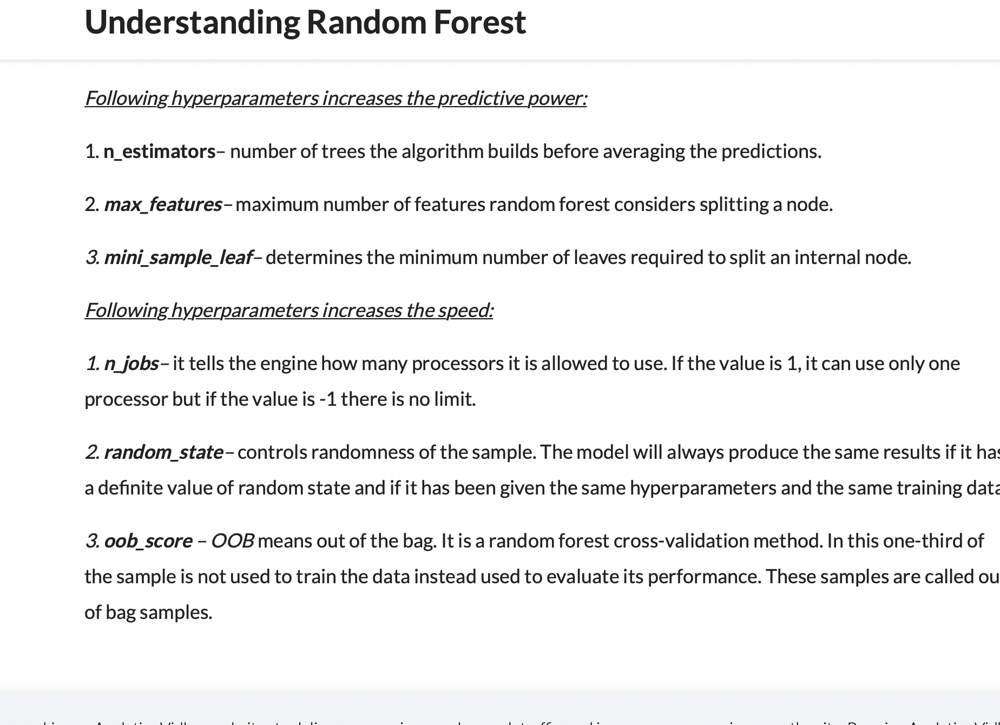 Understanding Random Forest
Following hyperparameters increases the predictive power:
1. n_estimators– number of trees the algorithm builds before averaging the predictions.
2. max_features– maximum number of features random forest considers splitting a node.
3. mini_sample_leaf– determines the minimum number of leaves required to split an internal node.
Following hyperparameters increases the speed:
1. n_jobs– it tells the engine how many processors it is allowed to use. If the value is 1, it can use only one
processor but if the value is -1 there is no limit.
2. random_state– controls randomness of the sample. The model will always produce the same results if it has
a definite value of random state and if it has been given the same hyperparameters and the same training data
3. oob_score – OOB means out of the bag. It is a random forest cross-validation method. In this one-third of
the sample is not used to train the data instead used to evaluate its performance. These samples are called ou
of bag samples.